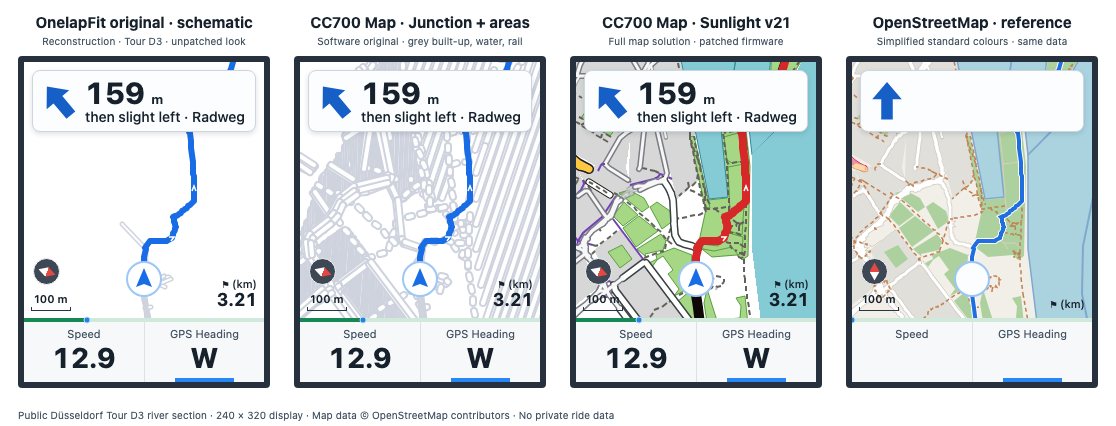 OnelapFit original · schematic
Reconstruction · Tour D3 · unpatched look
159 m
then slight left · Radweg
100 m
(km)
3.21
Speed
GPS Heading
12.9
W
CC700 Map · Junction + areas
Software original · grey built-up, water, rail
159 m
then slight left · Radweg
100 m
(km)
3.21
Speed
GPS Heading
12.9
W
CC700 Map · Sunlight v21
Full map solution · patched firmware
159 m
then slight left · Radweg
100 m
(km)
3.21
Speed
GPS Heading
12.9
W
OpenStreetMap · reference
Simplified standard colours · same data
100 m
(km)
Speed
GPS Heading
Public Düsseldorf Tour D3 river section · 240 × 320 display · Map data © OpenStreetMap contributors · No private ride data